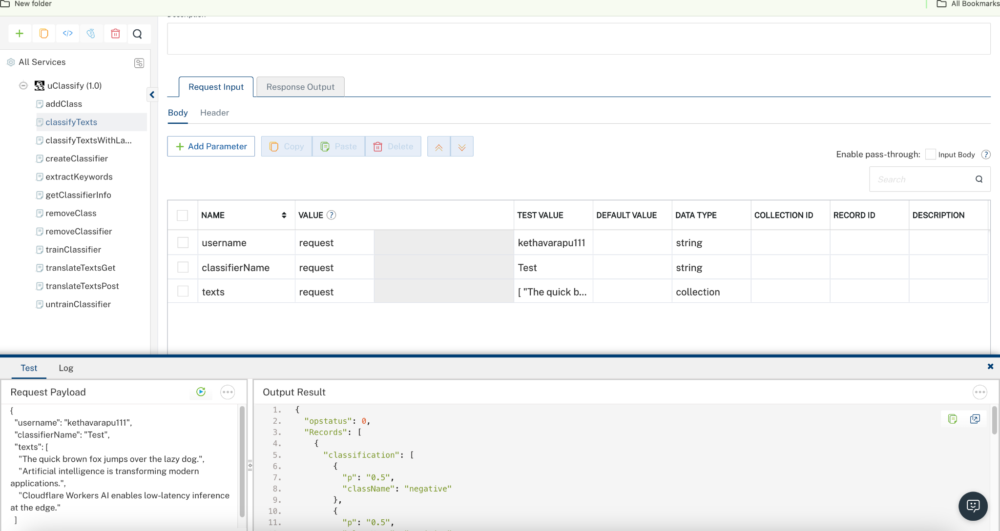 New folder
All Bookmarks
Description
All Services
uClassify (1.0)
addClass
classifyTexts
classifyTextsWithLa...
createClassifier
extractKeywords
getClassifierInfo
removeClass
removeClassifier
trainClassifier
translateTextsGet
translateTextsPost
untrainClassifier
Request Input
Response Output
Body
Header
+ Add Parameter
Copy
Paste
Delete
Enable pass-through: Input Body ?
Search
NAME VALUE ? TEST VALUE DEFAULT VALUE DATA TYPE COLLECTION ID RECORD ID DESCRIPTION
username request kethavarapu111 string
classifierName request Test string
texts request [ "The quick b... collection
Test
Log
Request Payload
{
"username": "kethavarapu111",
"classifierName": "Test",
"texts": [
"The quick brown fox jumps over the lazy dog.",
"Artificial intelligence is transforming modern
applications.",
"Cloudflare Workers AI enables low-latency inference
at the edge."
]
Output Result
1. {
2. "opstatus": 0,
3. "Records": [
4. {
5. "classification": [
6. {
7. "p": "0.5",
8. "className": "negative"
9. },
10. {
11. "p": "0.5",